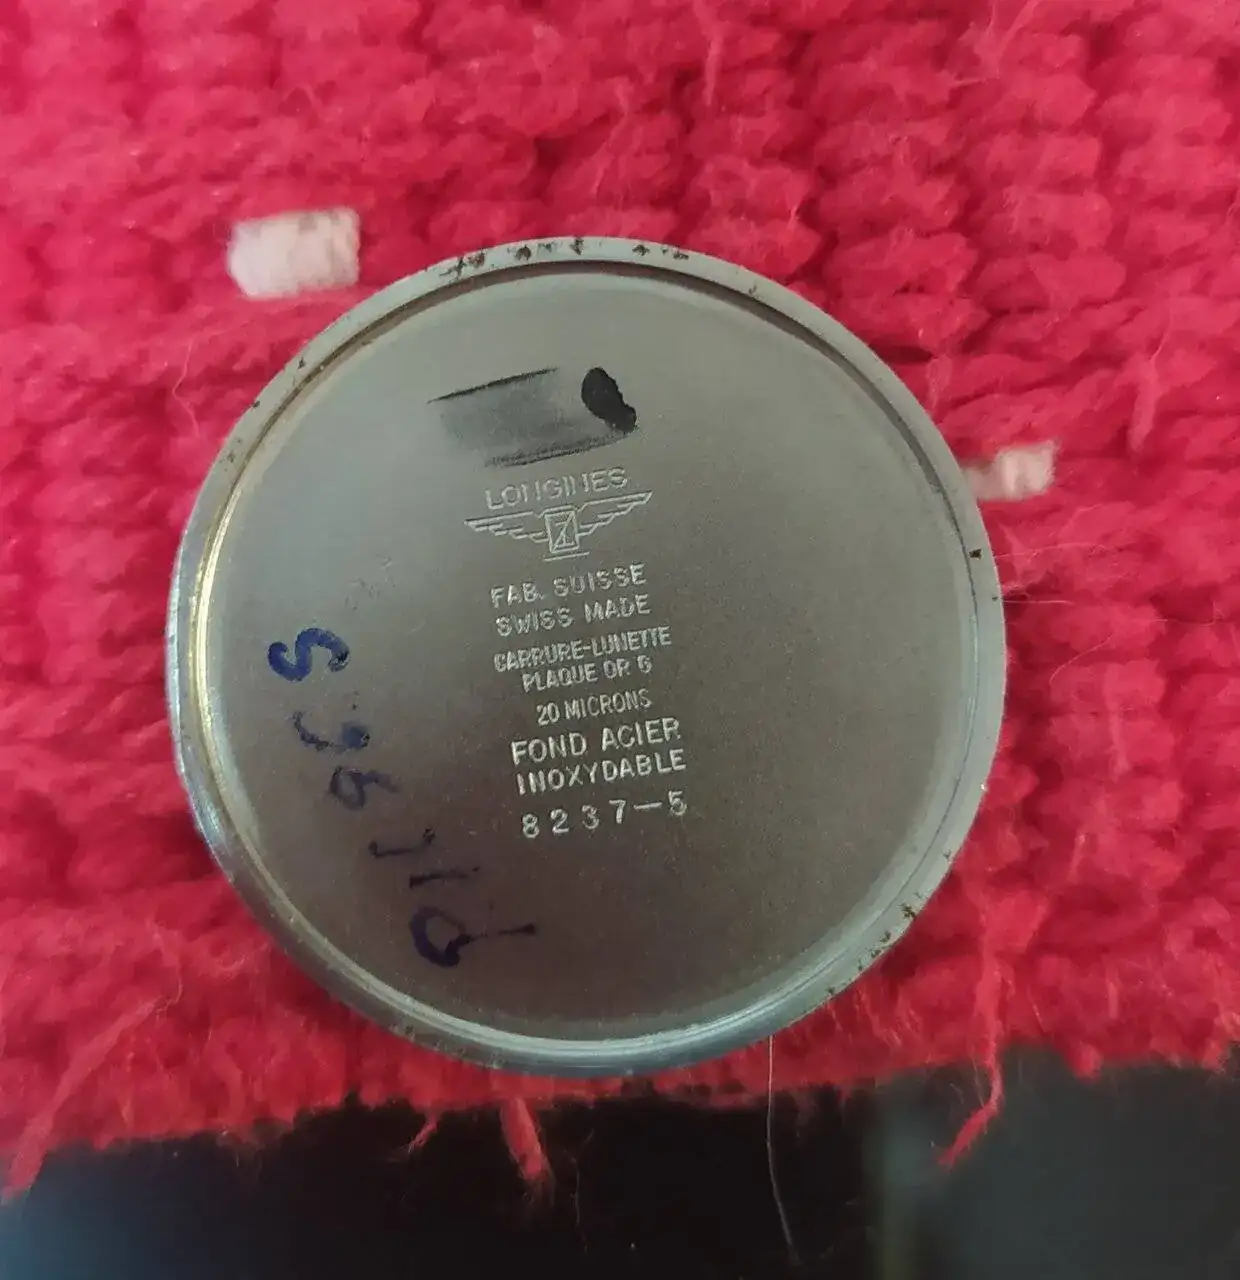 LONGINES
FAB. SUISSE
SWISS MADE
CARRURE-LUNETTE
PLAQUE OR G
20 MICRONS
FOND ACIER
INOXYDABLE
8237-5